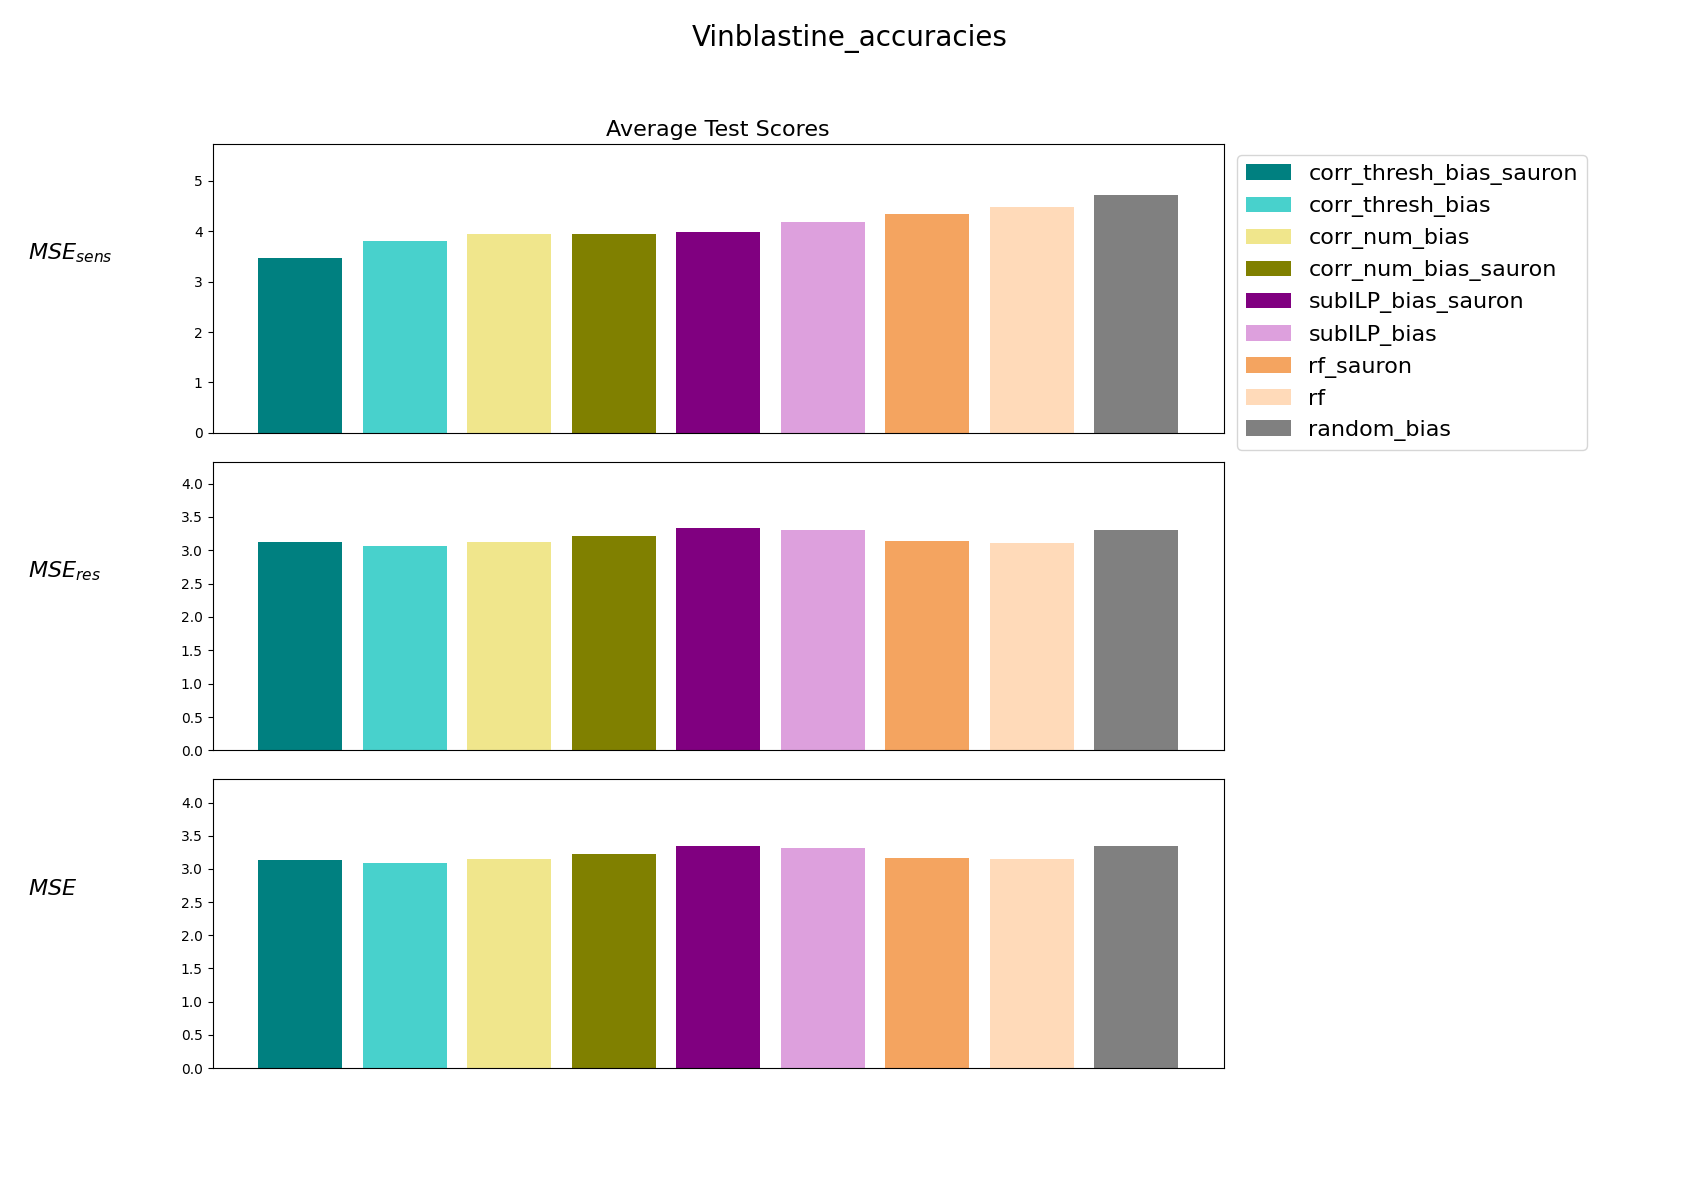 Vinblastine_accuracies
Average Test Scores
MSE_sens
5
4
3
2
1
0
corr_thresh_bias_sauron
corr_thresh_bias
corr_num_bias
corr_num_bias_sauron
subILP_bias_sauron
subILP_bias
rf_sauron
rf
random_bias
MSE_res
4.0
3.5
3.0
2.5
2.0
1.5
1.0
0.5
0.0
MSE
4.0
3.5
3.0
2.5
2.0
1.5
1.0
0.5
0.0